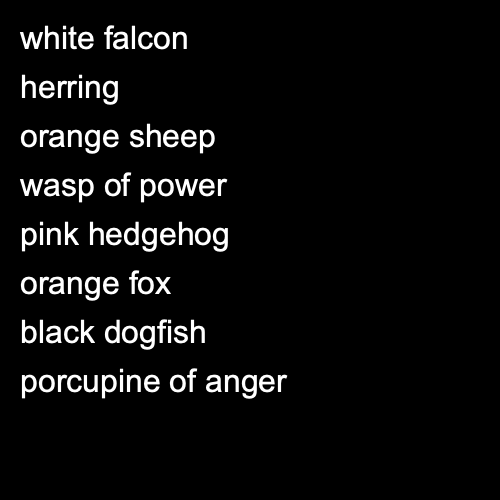 white falcon
herring
orange sheep
wasp of power
pink hedgehog
orange fox
black dogfish
porcupine of anger